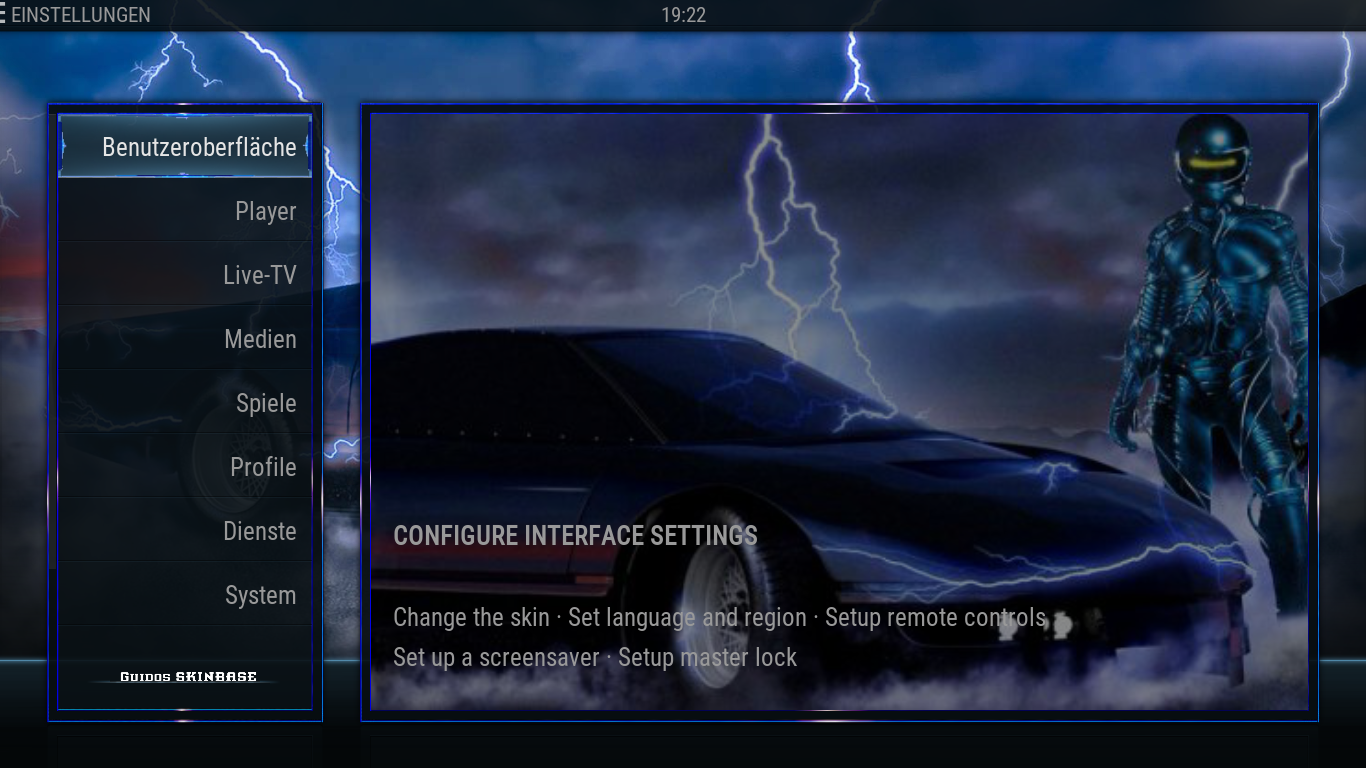 EINSTELLUNGEN
19:22
Benutzeroberfläche
Player
Live-TV
Medien
Spiele
Profile
Dienste
System
Guidos SKINBASE
CONFIGURE INTERFACE SETTINGS
Change the skin · Set language and region · Setup remote controls
Set up a screensaver · Setup master lock